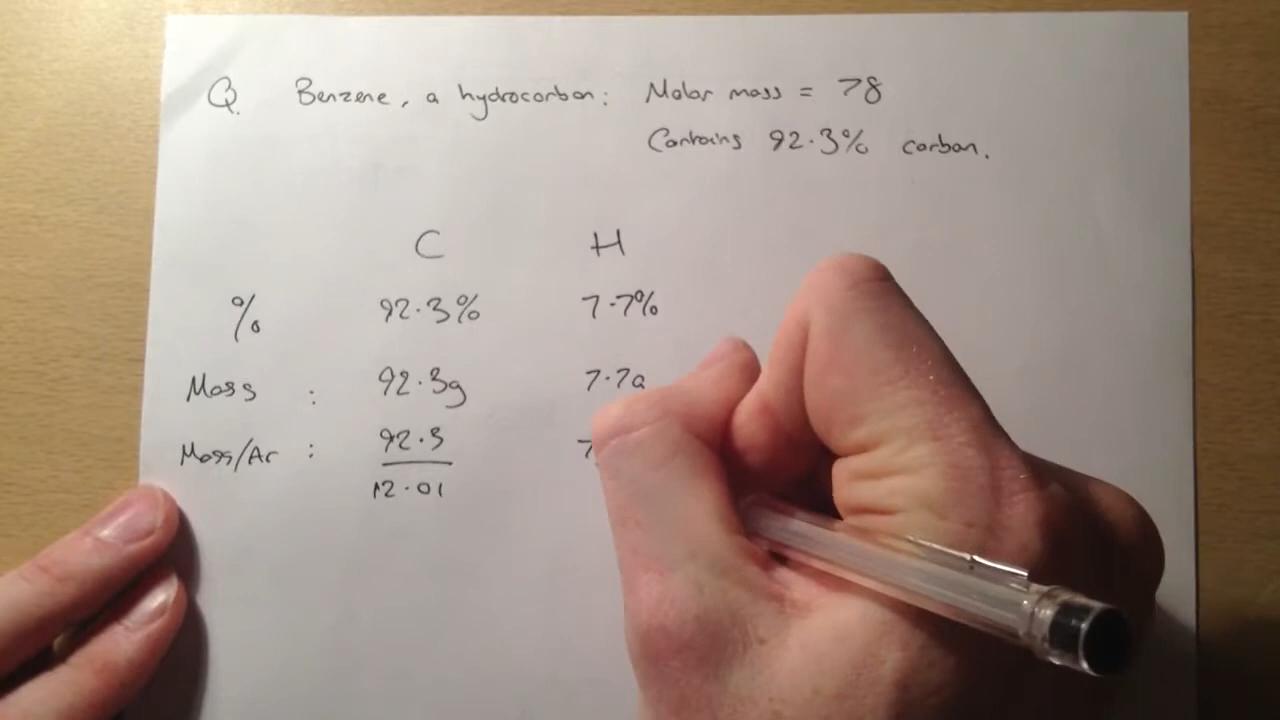 Q. Benzene, a hydrocarbon: Molar mass = 78
Contains 92.3% carbon.
C H
% 92.3% 7.7%
Mass : 92.3g 7.7g
Mass/Ar : 92.3 7
12.01